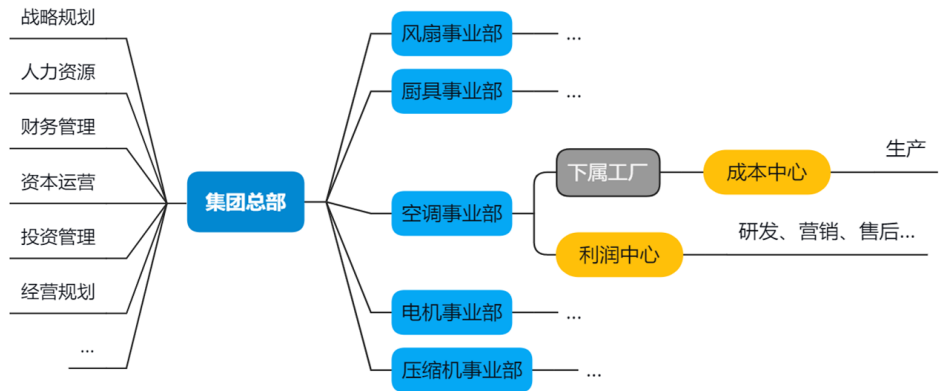 战略规划
人力资源
财务管理
资本运营
投资管理
经营规划
...
集团总部
风扇事业部
...
厨具事业部
...
空调事业部
下属工厂
成本中心
生产
利润中心
研发、营销、售后...
电机事业部
...
压缩机事业部
...